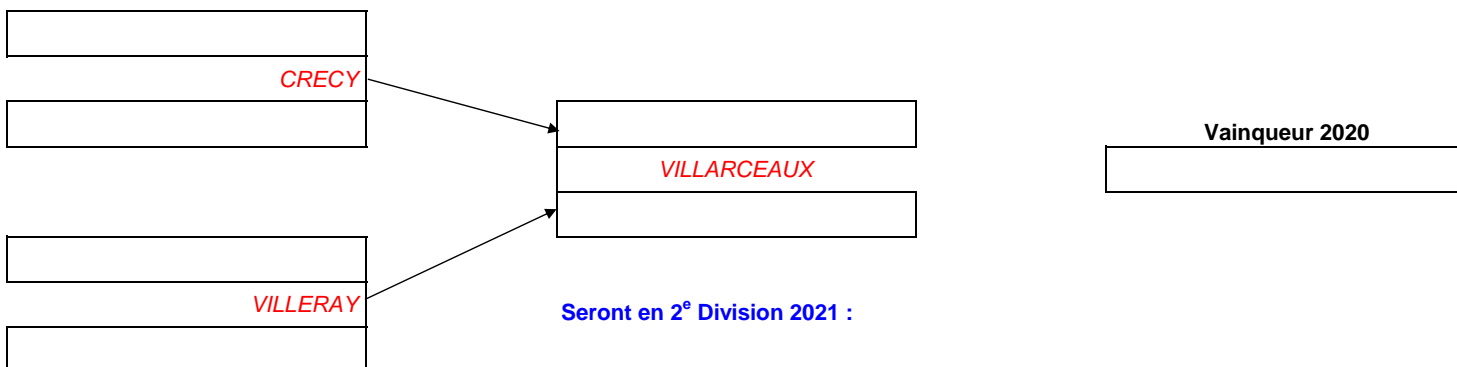 CRECY
Vainqueur 2020
VILLARCEAUX
VILLERAY
Seront en 2e Division 2021 :